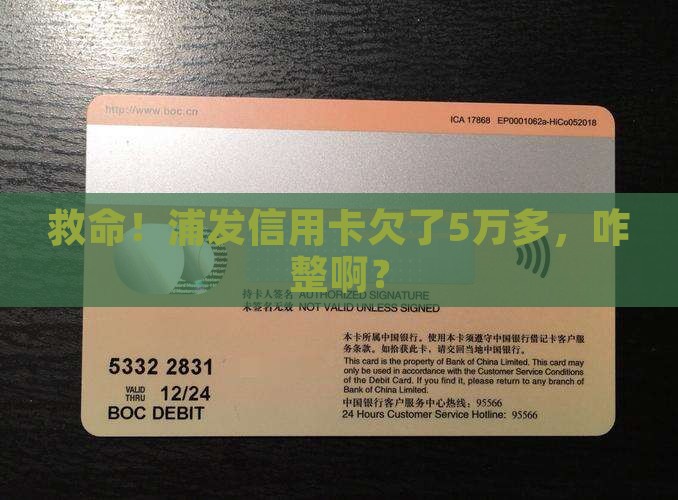 http://www.boc.cn
ICA 17868 EP0001062a-HiCo052018
救命！浦发信用卡欠了5万多，咋
整啊？
持卡人签名 AUTHORIZED SIGNATURE
未签名无效 NOT VALID UNLESS SIGNED
本卡所属中国银行。使用本卡须遵守中国银行借记卡客户服
务条款。如拾获此卡，请交回当地中国银行。
This card is the property of Bank of China Limited. This card may
only be used in accordance with the Customer Service Conditions
of the Debit Card. If you find it, please return to any branch of
Bank of China Limited.
中国银行客户服务中心热线：95566
24 Hours Customer Service Hotline: 95566
5332 2831
VALID
THRU 12/24
BOC DEBIT